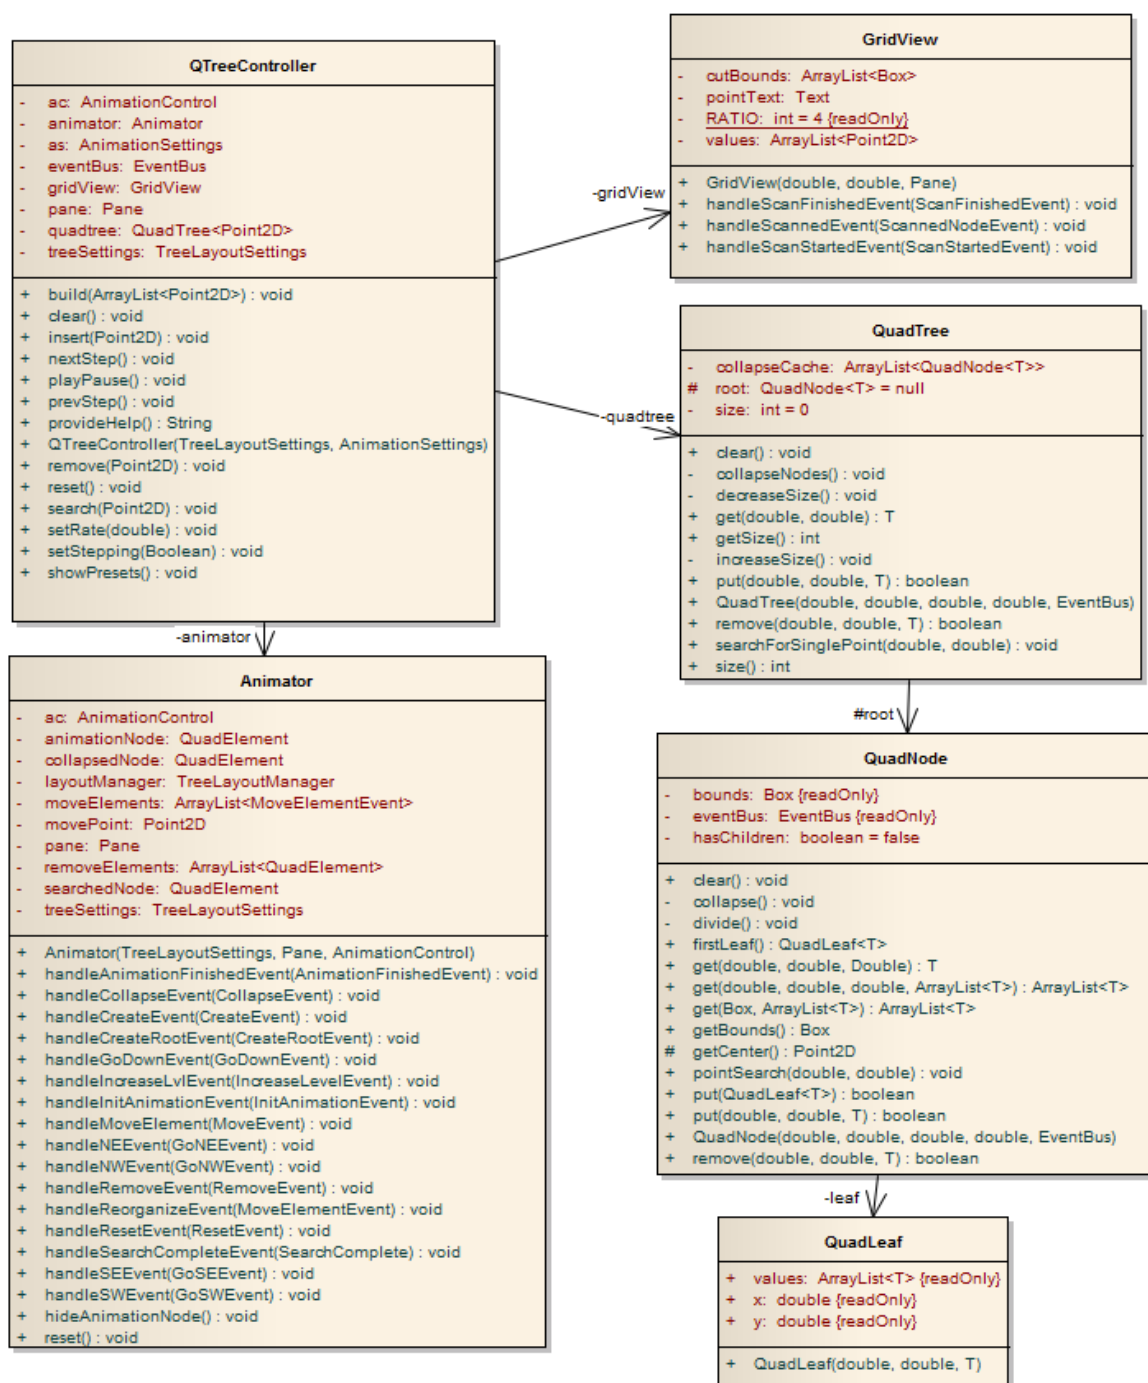 QTreeController
- ac: AnimationControl
- animator: Animator
- as: AnimationSettings
- eventBus: EventBus
- gridView: GridView
- pane: Pane
- quadtree: QuadTree<Point2D>
- treeSettings: TreeLayoutSettings
+ build(ArrayList<Point2D>) : void
+ clear() : void
+ insert(Point2D) : void
+ nextStep() : void
+ playPause() : void
+ prevStep() : void
+ provideHelp() : String
+ QTreeController(TreeLayoutSettings, AnimationSettings)
+ remove(Point2D) : void
+ reset() : void
+ search(Point2D) : void
+ setRate(double) : void
+ setStepping(Boolean) : void
+ showPresets() : void
-gridView
GridView
- cutBounds: ArrayList<Box>
- pointText: Text
- RATIO: int = 4 {readOnly}
- values: ArrayList<Point2D>
+ GridView(double, double, Pane)
+ handleScanFinishedEvent(ScanFinishedEvent) : void
+ handleScannedEvent(ScannedNodeEvent) : void
+ handleScanStartedEvent(ScanStartedEvent) : void
-quadtree
QuadTree
- collapseCache: ArrayList<QuadNode<T>>
# root: QuadNode<T> = null
- size: int = 0
+ clear() : void
- collapseNodes() : void
- decreaseSize() : void
+ get(double, double) : T
+ getSize() : int
- increaseSize() : void
+ put(double, double, T) : boolean
+ QuadTree(double, double, double, double, EventBus)
+ remove(double, double, T) : boolean
+ searchForSinglePoint(double, double) : void
+ size() : int
-animator
Animator
- ac: AnimationControl
- animationNode: QuadElement
- collapsedNode: QuadElement
- layoutManager: TreeLayoutManager
- moveElements: ArrayList<MoveElementEvent>
- movePoint: Point2D
- pane: Pane
- removeElements: ArrayList<QuadElement>
- searchedNode: QuadElement
- treeSettings: TreeLayoutSettings
+ Animator(TreeLayoutSettings, Pane, AnimationControl)
+ handleAnimationFinishedEvent(AnimationFinishedEvent) : void
+ handleCollapseEvent(CollapseEvent) : void
+ handleCreateEvent(CreateEvent) : void
+ handleCreateRootEvent(CreateRootEvent) : void
+ handleGoDownEvent(GoDownEvent) : void
+ handleIncreaseLvlEvent(IncreaseLevelEvent) : void
+ handleInitAnimationEvent(InitAnimationEvent) : void
+ handleMoveElement(MoveEvent) : void
+ handleNEEvent(GoNEEvent) : void
+ handleNWEvent(GoNWEvent) : void
+ handleRemoveEvent(RemoveEvent) : void
+ handleReorganizeEvent(MoveElementEvent) : void
+ handleResetEvent(ResetEvent) : void
+ handleSearchCompleteEvent(SearchComplete) : void
+ handleSEEvent(GoSEEvent) : void
+ handleSWEvent(GoSWEvent) : void
+ hideAnimationNode() : void
+ reset() : void
#root
QuadNode
- bounds: Box {readOnly}
- eventBus: EventBus {readOnly}
- hasChildren: boolean = false
+ clear() : void
- collapse() : void
- divide() : void
+ firstLeaf() : QuadLeaf<T>
+ get(double, double, Double) : T
+ get(double, double, double, ArrayList<T>) : ArrayList<T>
+ get(Box, ArrayList<T>) : ArrayList<T>
+ getBounds() : Box
# getCenter() : Point2D
+ pointSearch(double, double) : void
+ put(QuadLeaf<T>) : boolean
+ put(double, double, T) : boolean
+ QuadNode(double, double, double, double, EventBus)
+ remove(double, double, T) : boolean
-leaf
QuadLeaf
+ values: ArrayList<T> {readOnly}
+ x: double {readOnly}
+ y: double {readOnly}
+ QuadLeaf(double, double, T)